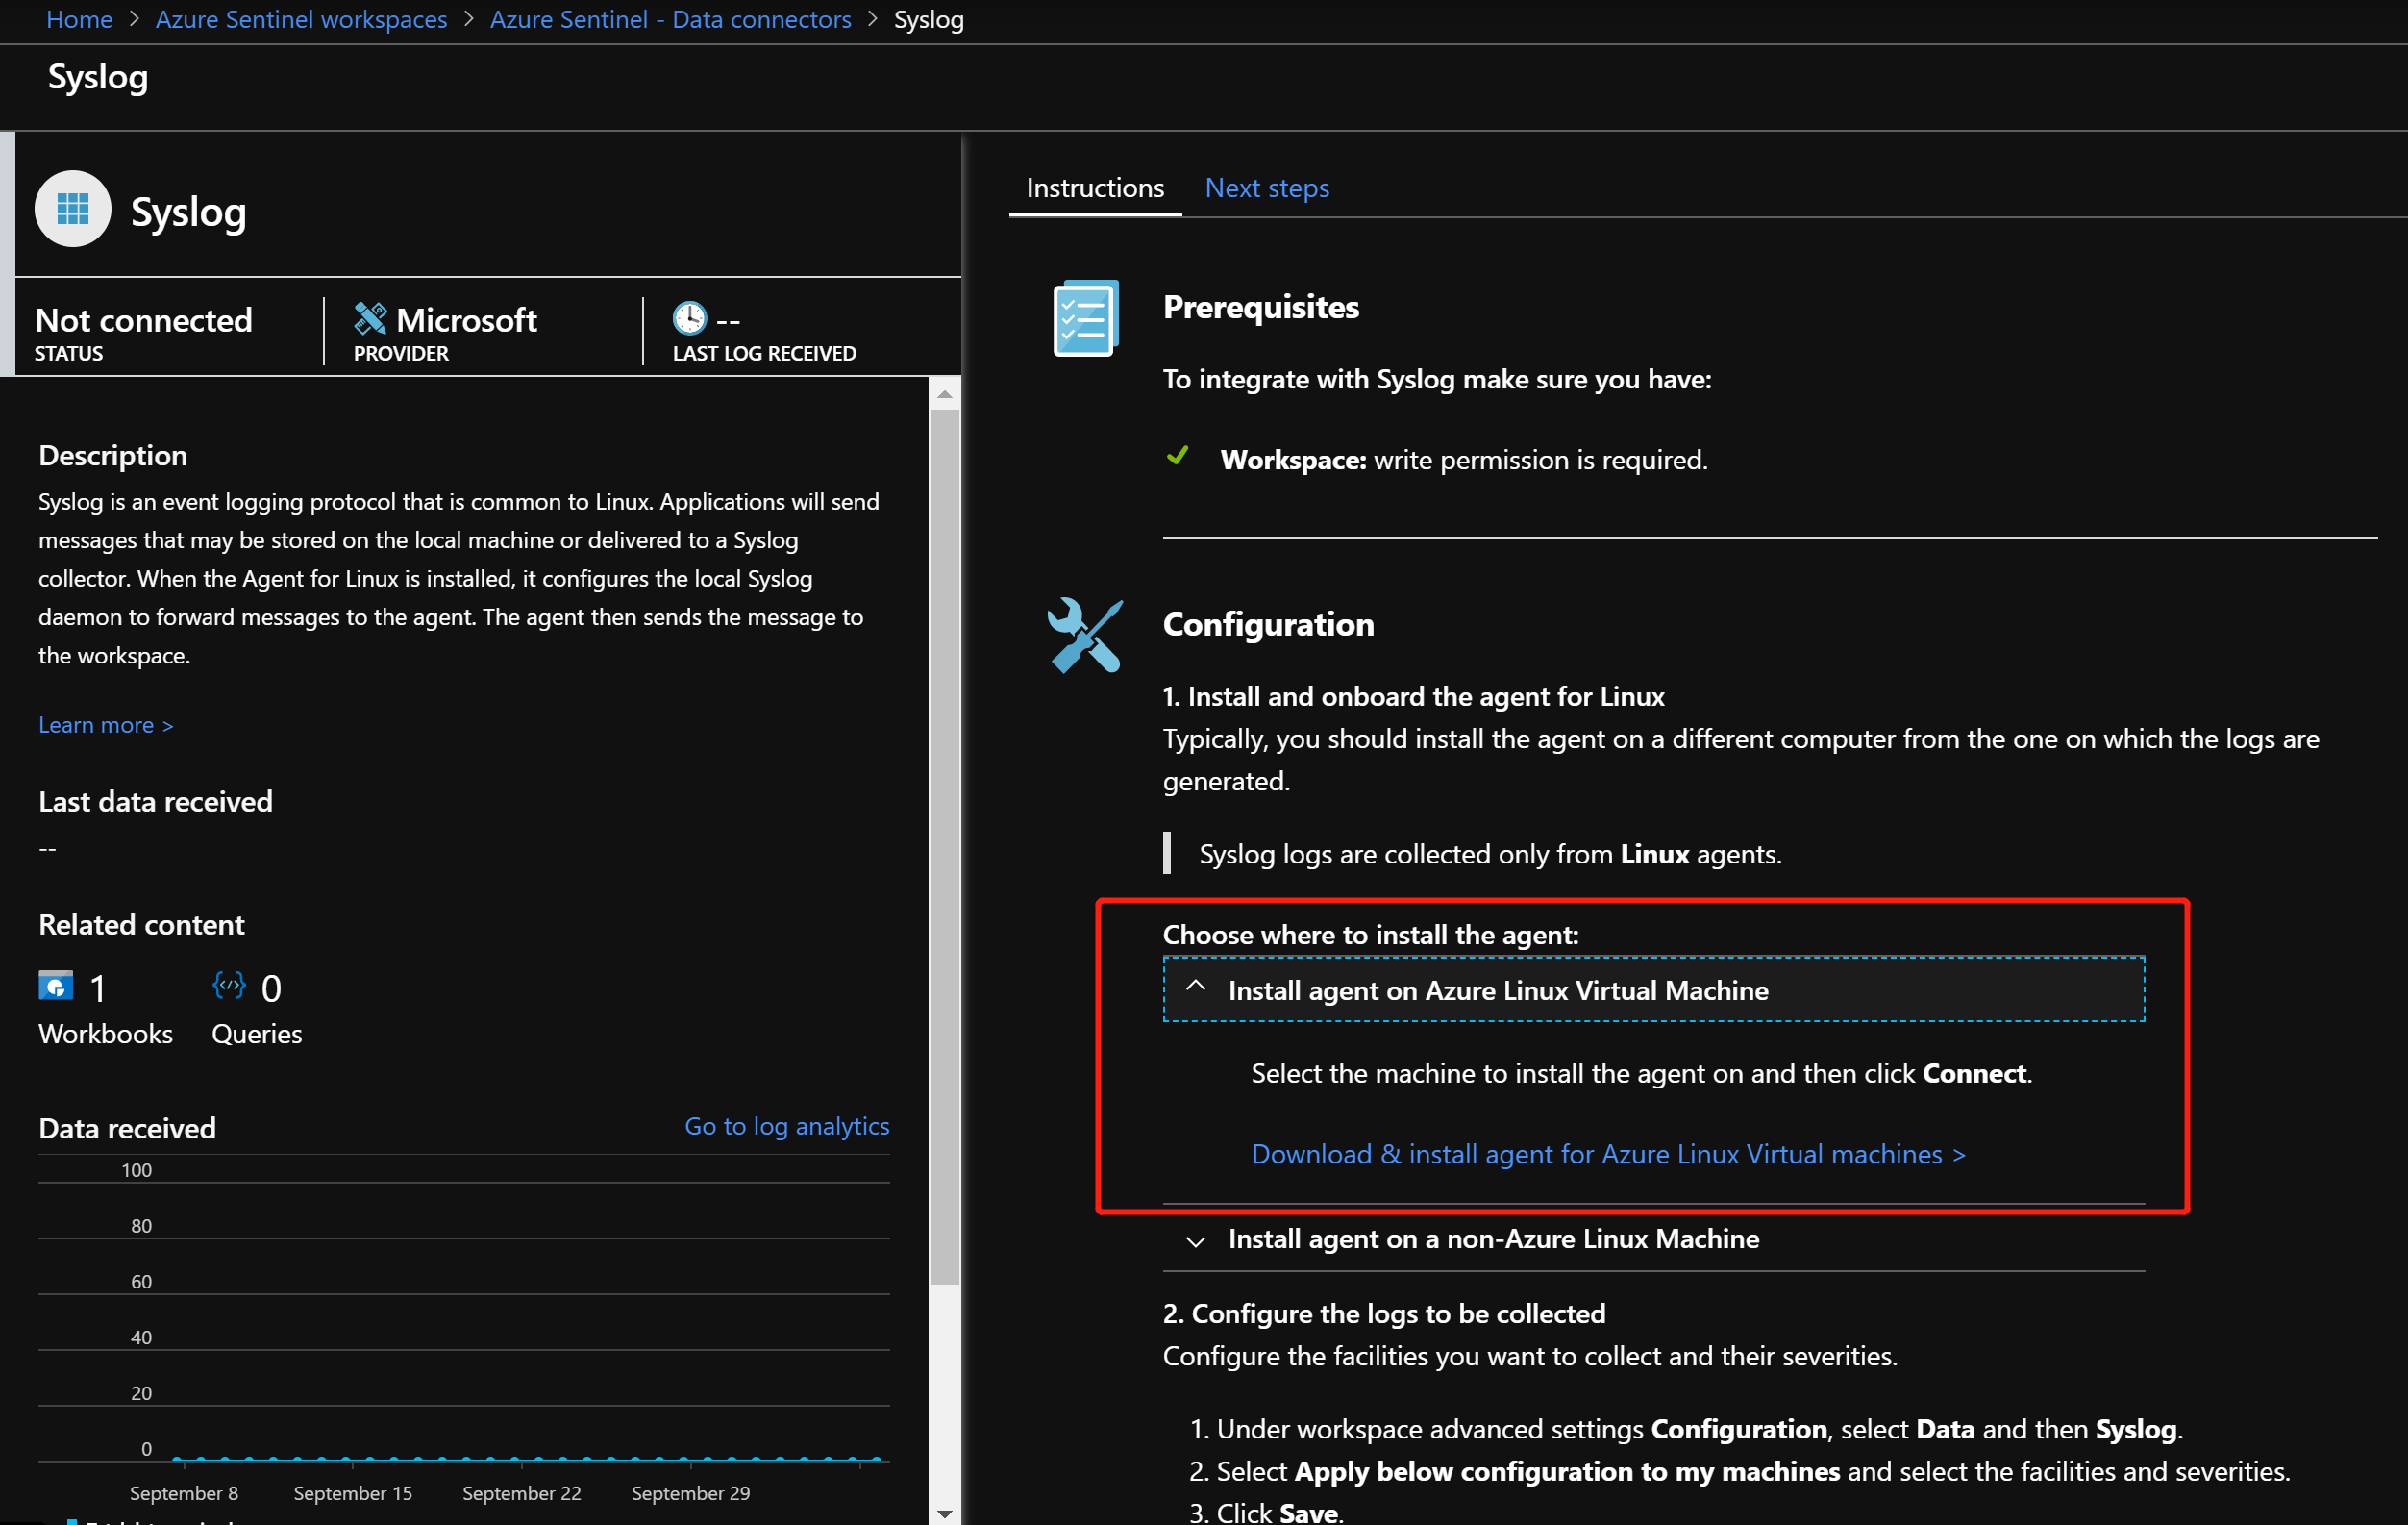 Home > Azure Sentinel workspaces > Azure Sentinel - Data connectors > Syslog
Syslog
Syslog
Not connected
STATUS
Microsoft
PROVIDER
--
LAST LOG RECEIVED
Description
Syslog is an event logging protocol that is common to Linux. Applications will send
messages that may be stored on the local machine or delivered to a Syslog
collector. When the Agent for Linux is installed, it configures the local Syslog
daemon to forward messages to the agent. The agent then sends the message to
the workspace.
Learn more >
Last data received
--
Related content
1
Workbooks
0
Queries
Data received
Go to log analytics
100
80
60
40
20
0
September 8
September 15
September 22
September 29
Instructions
Next steps
Prerequisites
To integrate with Syslog make sure you have:
Workspace: write permission is required.
Configuration
1. Install and onboard the agent for Linux
Typically, you should install the agent on a different computer from the one on which the logs are
generated.
Syslog logs are collected only from Linux agents.
Choose where to install the agent:
Install agent on Azure Linux Virtual Machine
Select the machine to install the agent on and then click Connect.
Download & install agent for Azure Linux Virtual machines >
Install agent on a non-Azure Linux Machine
2. Configure the logs to be collected
Configure the facilities you want to collect and their severities.
1. Under workspace advanced settings Configuration, select Data and then Syslog.
2. Select Apply below configuration to my machines and select the facilities and severities.
3. Click Save.